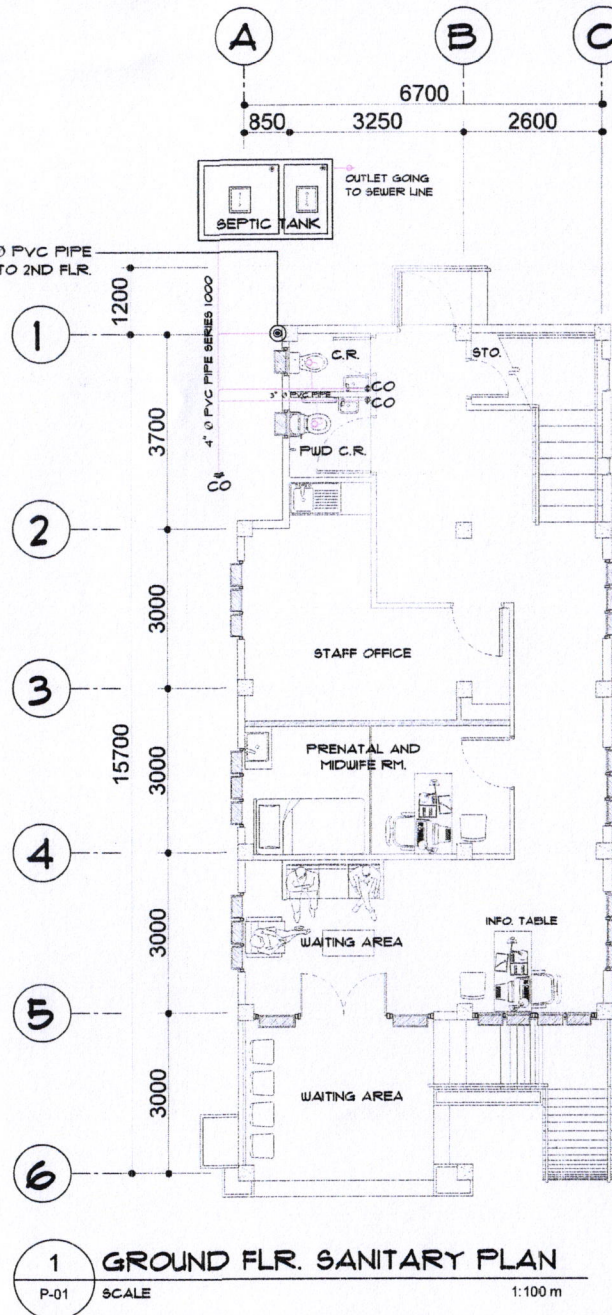 A
B
C
6700
850
3250
2600
OUTLET GOING
TO SEWER LINE
SEPTIC TANK
Ø PVC PIPE
TO 2ND FLR.
1200
4" Ø PVC PIPE SERIES 1000
1
C.R.
STO.
CO
3" Ø PVC PIPE
CO
3700
PWD C.R.
CO
2
3000
STAFF OFFICE
3
15700
3000
PRENATAL AND
MIDWIFE RM.
4
3000
INFO. TABLE
WAITING AREA
5
3000
WAITING AREA
6
1
P-01
GROUND FLR. SANITARY PLAN
SCALE
1:100 m